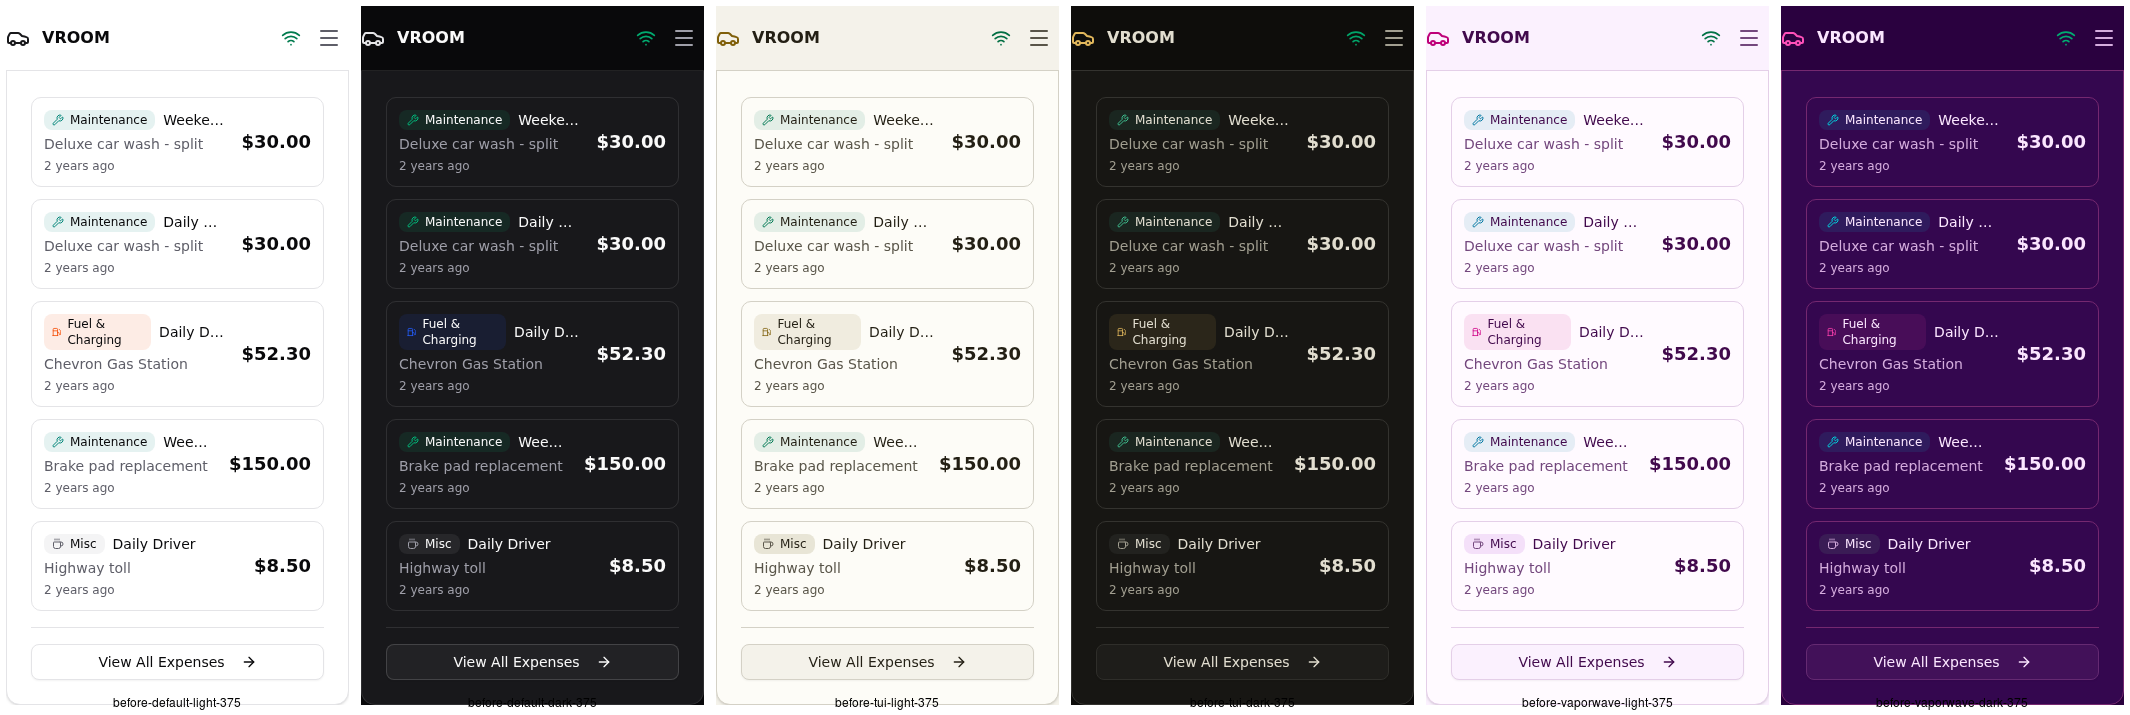 VROOM
Maintenance Weeke...
Deluxe car wash - split
2 years ago
$30.00
Maintenance Daily ...
Deluxe car wash - split
2 years ago
$30.00
Fuel &
Charging
Daily D...
Chevron Gas Station
2 years ago
$52.30
Maintenance Wee...
Brake pad replacement
2 years ago
$150.00
Misc Daily Driver
Highway toll
2 years ago
$8.50
View All Expenses
before-default-light-375
VROOM
Maintenance Weeke...
Deluxe car wash - split
2 years ago
$30.00
Maintenance Daily ...
Deluxe car wash - split
2 years ago
$30.00
Fuel &
Charging
Daily D...
Chevron Gas Station
2 years ago
$52.30
Maintenance Wee...
Brake pad replacement
2 years ago
$150.00
Misc Daily Driver
Highway toll
2 years ago
$8.50
View All Expenses
before-default-dark-375
VROOM
Maintenance Weeke...
Deluxe car wash - split
2 years ago
$30.00
Maintenance Daily ...
Deluxe car wash - split
2 years ago
$30.00
Fuel &
Charging
Daily D...
Chevron Gas Station
2 years ago
$52.30
Maintenance Wee...
Brake pad replacement
2 years ago
$150.00
Misc Daily Driver
Highway toll
2 years ago
$8.50
View All Expenses
before-tui-light-375
VROOM
Maintenance Weeke...
Deluxe car wash - split
2 years ago
$30.00
Maintenance Daily ...
Deluxe car wash - split
2 years ago
$30.00
Fuel &
Charging
Daily D...
Chevron Gas Station
2 years ago
$52.30
Maintenance Wee...
Brake pad replacement
2 years ago
$150.00
Misc Daily Driver
Highway toll
2 years ago
$8.50
View All Expenses
before-tui-dark-375
VROOM
Maintenance Weeke...
Deluxe car wash - split
2 years ago
$30.00
Maintenance Daily ...
Deluxe car wash - split
2 years ago
$30.00
Fuel &
Charging
Daily D...
Chevron Gas Station
2 years ago
$52.30
Maintenance Wee...
Brake pad replacement
2 years ago
$150.00
Misc Daily Driver
Highway toll
2 years ago
$8.50
View All Expenses
before-vaporwave-light-375
VROOM
Maintenance Weeke...
Deluxe car wash - split
2 years ago
$30.00
Maintenance Daily ...
Deluxe car wash - split
2 years ago
$30.00
Fuel &
Charging
Daily D...
Chevron Gas Station
2 years ago
$52.30
Maintenance Wee...
Brake pad replacement
2 years ago
$150.00
Misc Daily Driver
Highway toll
2 years ago
$8.50
View All Expenses
before-vaporwave-dark-375